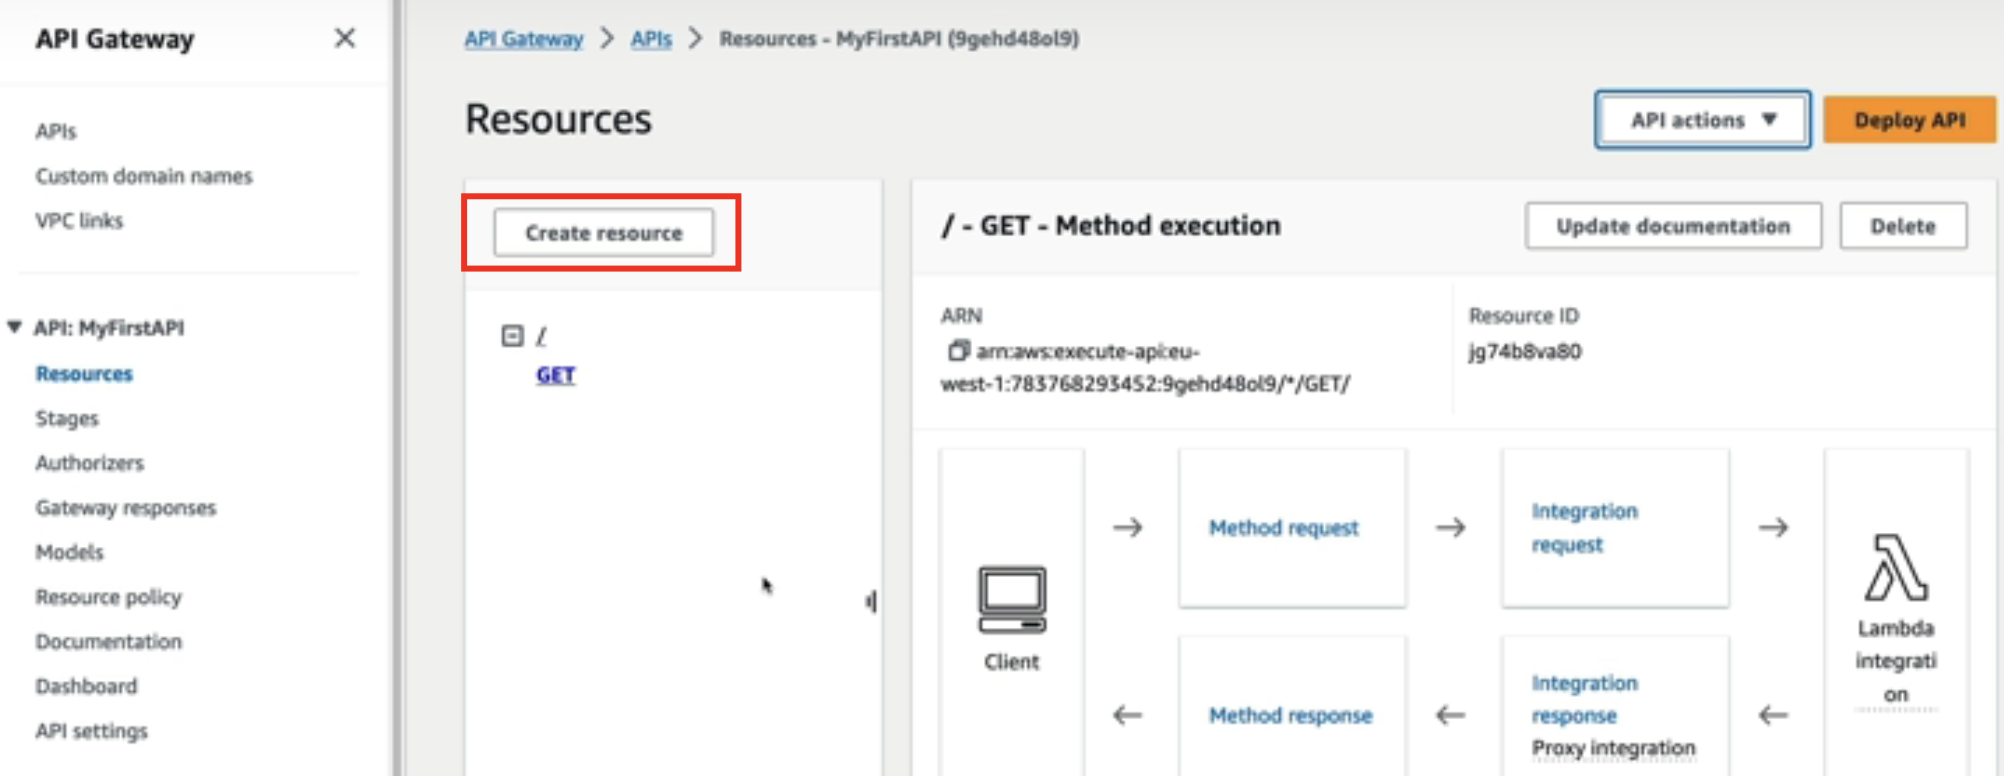 API Gateway
APIs
Custom domain names
VPC links
API: MyFirstAPI
Resources
Stages
Authorizers
Gateway responses
Models
Resource policy
Documentation
Dashboard
API settings
API Gateway > APIs > Resources - MyFirstAPI (9gehd48ol9)
Resources
API actions
Deploy API
Create resource
/
GET
/ - GET - Method execution
Update documentation
Delete
ARN
arn:aws:execute-api:eu-
west-1:783768293452:9gehd48ol9/*/GET/
Resource ID
jg74b8va80
Client
Method request
Integration
request
Lambda
integrati
on
Method response
Integration
response
Proxy integration